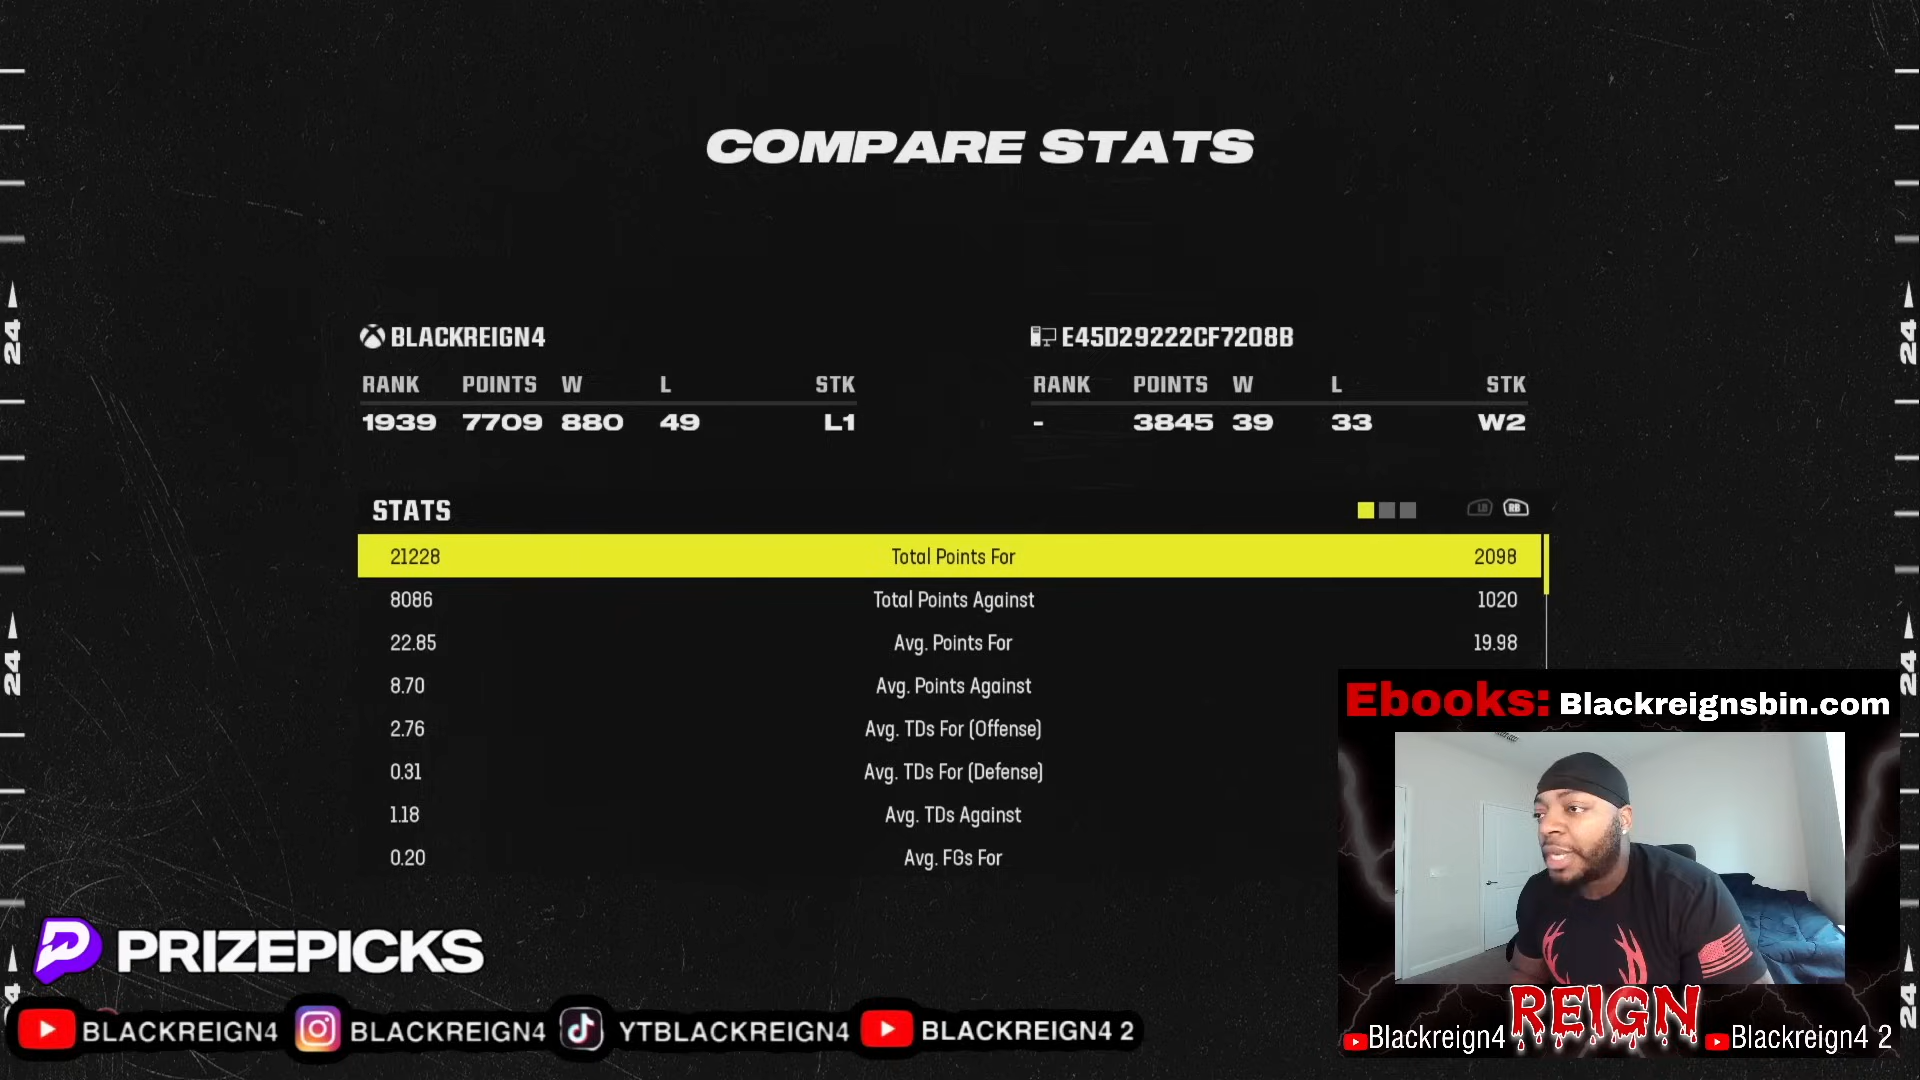 COMPARE STATS
BLACKREIGN4
E45D29222CF7208B
RANK POINTS W L STK
RANK POINTS W L STK
1939 7709 880 49 L1
- 3845 39 33 W2
STATS
LB RB
21228 Total Points For 2098
8086 Total Points Against 1020
22.85 Avg. Points For 19.98
8.70 Avg. Points Against
2.76 Avg. TDs For (Offense)
0.31 Avg. TDs For (Defense)
1.18 Avg. TDs Against
0.20 Avg. FGs For
24
24
24
24
24
24
Ebooks: Blackreignsbin.com
PRIZEPICKS
BLACKREIGN4 BLACKREIGN4 YTBLACKREIGN4 BLACKREIGN4 2
REIGN
Blackreign4 Blackreign4 2